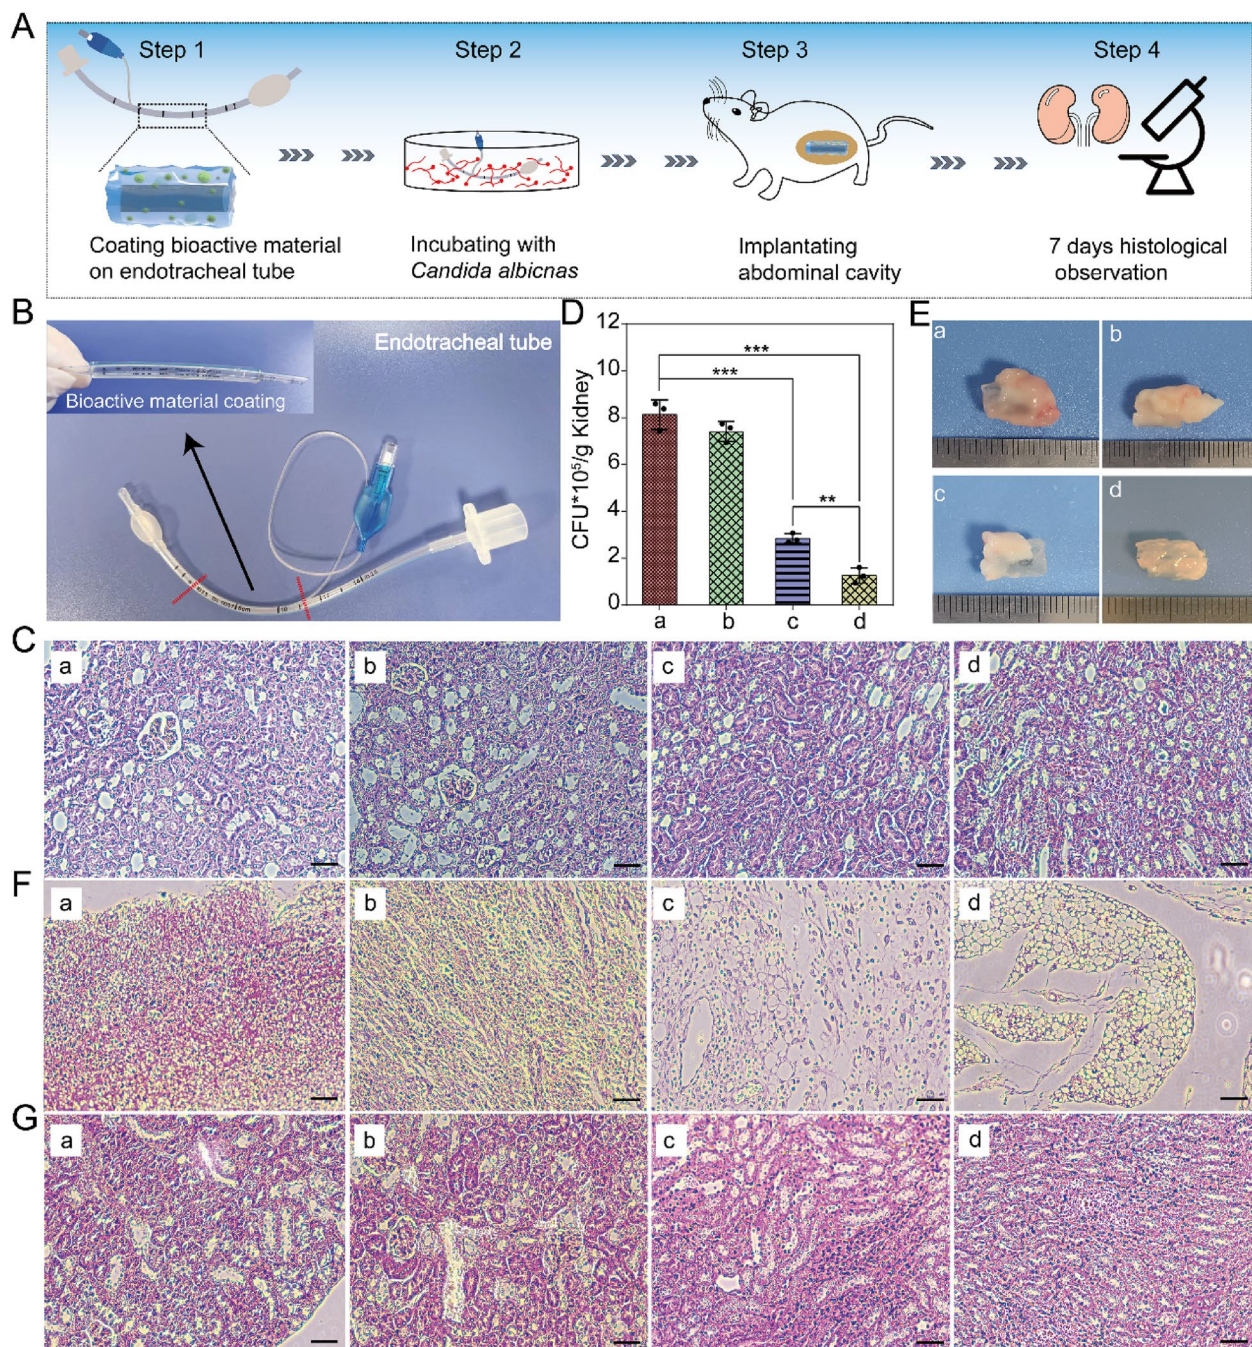 A
Step 1
Step 2
Step 3
Step 4
Coating bioactive material
on endotracheal tube
Incubating with
Candida albicnas
Implantating
abdominal cavity
7 days histological
observation
B
Endotracheal tube
Bioactive material coating
D
CFU*10⁵/g Kidney
12
10
8
6
4
2
0
***
***
**
a
b
c
d
E
a
b
c
d
C
a
b
c
d
F
a
b
c
d
G
a
b
c
d